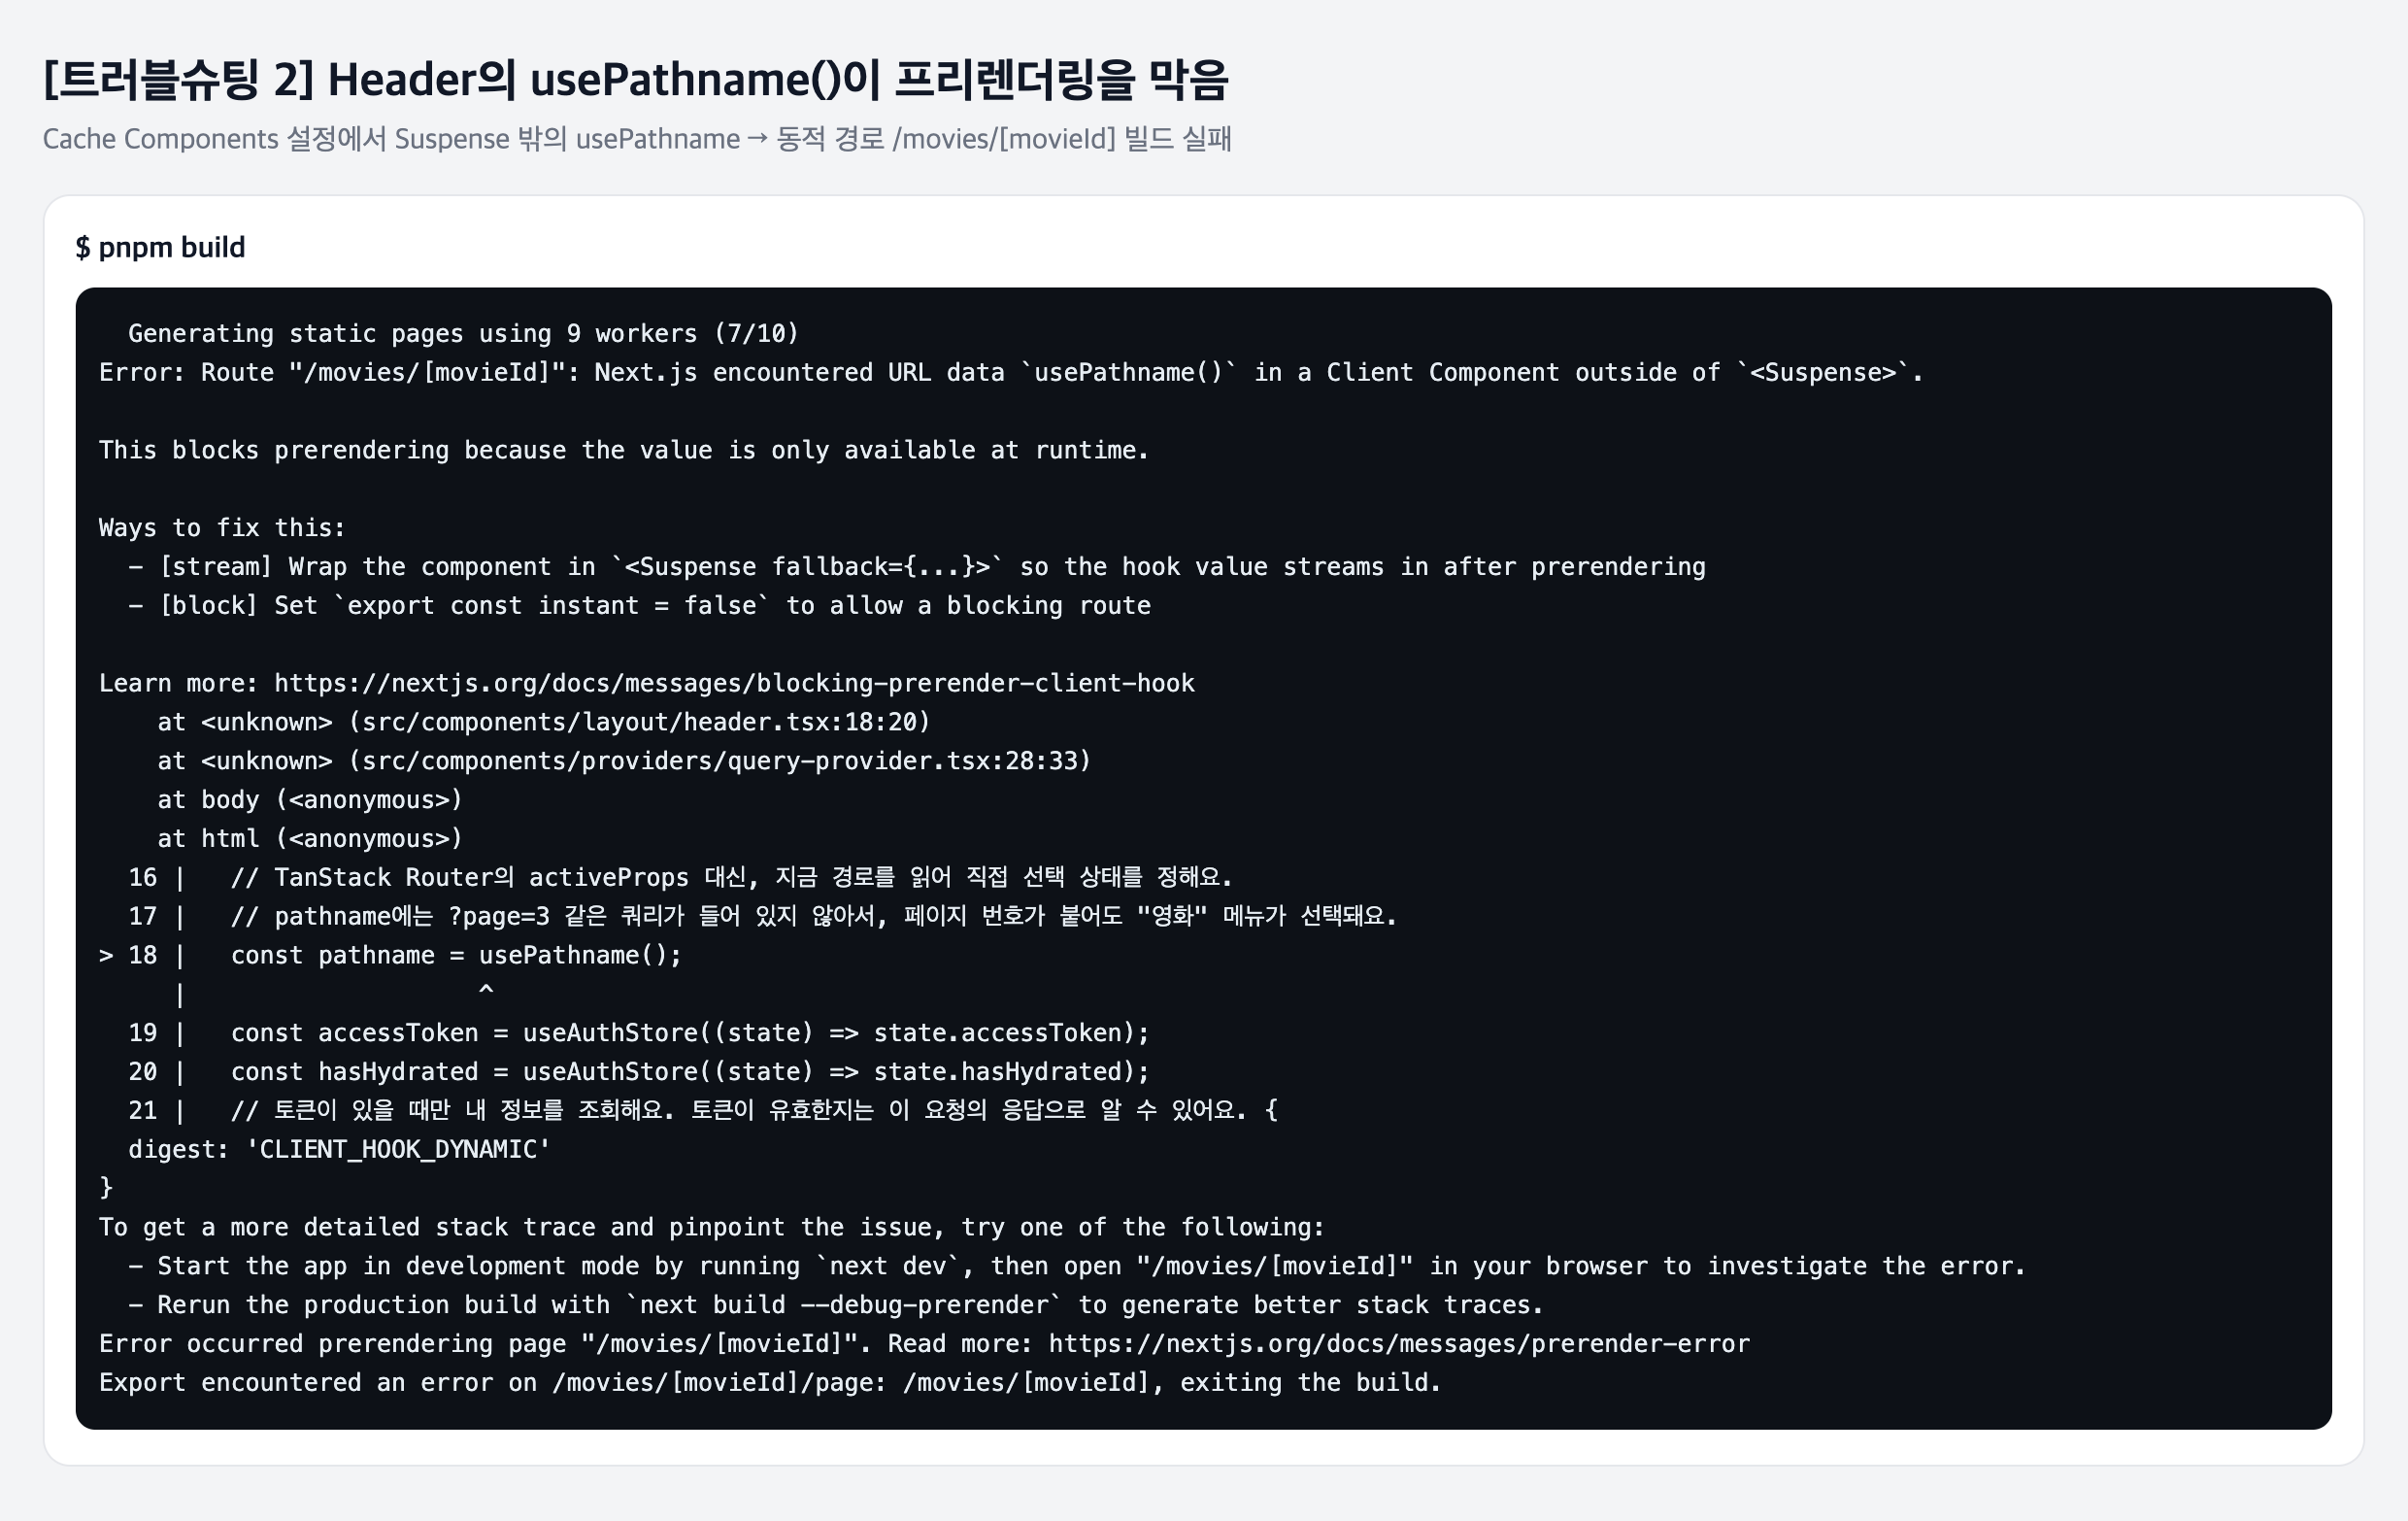 [트러블슈팅 2] Header의 usePathname()이 프리렌더링을 막음
Cache Components 설정에서 Suspense 밖의 usePathname → 동적 경로 /movies/[movieId] 빌드 실패
$ pnpm build
  Generating static pages using 9 workers (7/10)
Error: Route "/movies/[movieId]": Next.js encountered URL data `usePathname()` in a Client Component outside of `<Suspense>`.
This blocks prerendering because the value is only available at runtime.
Ways to fix this:
  - [stream] Wrap the component in `<Suspense fallback={...}>` so the hook value streams in after prerendering
  - [block] Set `export const instant = false` to allow a blocking route
Learn more: https://nextjs.org/docs/messages/blocking-prerender-client-hook
    at <unknown> (src/components/layout/header.tsx:18:20)
    at <unknown> (src/components/providers/query-provider.tsx:28:33)
    at body (<anonymous>)
    at html (<anonymous>)
  16 |   // TanStack Router의 activeProps 대신, 지금 경로를 읽어 직접 선택 상태를 정해요.
  17 |   // pathname에는 ?page=3 같은 쿼리가 들어 있지 않아서, 페이지 번호가 붙어도 "영화" 메뉴가 선택돼요.
> 18 |   const pathname = usePathname();
     |                    ^
  19 |   const accessToken = useAuthStore((state) => state.accessToken);
  20 |   const hasHydrated = useAuthStore((state) => state.hasHydrated);
  21 |   // 토큰이 있을 때만 내 정보를 조회해요. 토큰이 유효한지는 이 요청의 응답으로 알 수 있어요. {
  digest: 'CLIENT_HOOK_DYNAMIC'
}
To get a more detailed stack trace and pinpoint the issue, try one of the following:
  - Start the app in development mode by running `next dev`, then open "/movies/[movieId]" in your browser to investigate the error.
  - Rerun the production build with `next build --debug-prerender` to generate better stack traces.
Error occurred prerendering page "/movies/[movieId]". Read more: https://nextjs.org/docs/messages/prerender-error
Export encountered an error on /movies/[movieId]/page: /movies/[movieId], exiting the build.